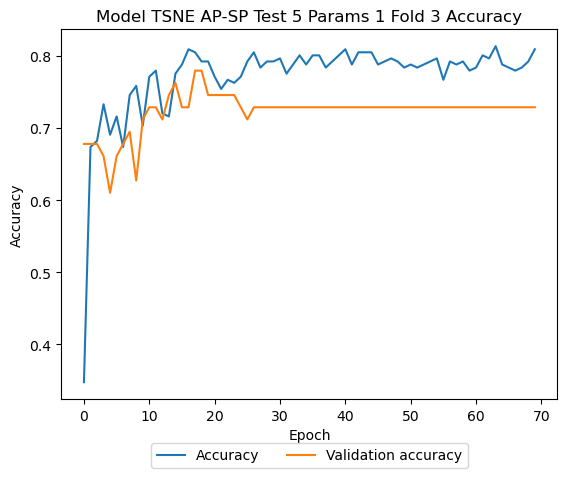 Model TSNE AP-SP Test 5 Params 1 Fold 3 Accuracy
0.8
0.7
0.6
0.5
0.4
Accuracy
0 10 20 30 40 50 60 70
Epoch
Accuracy Validation accuracy